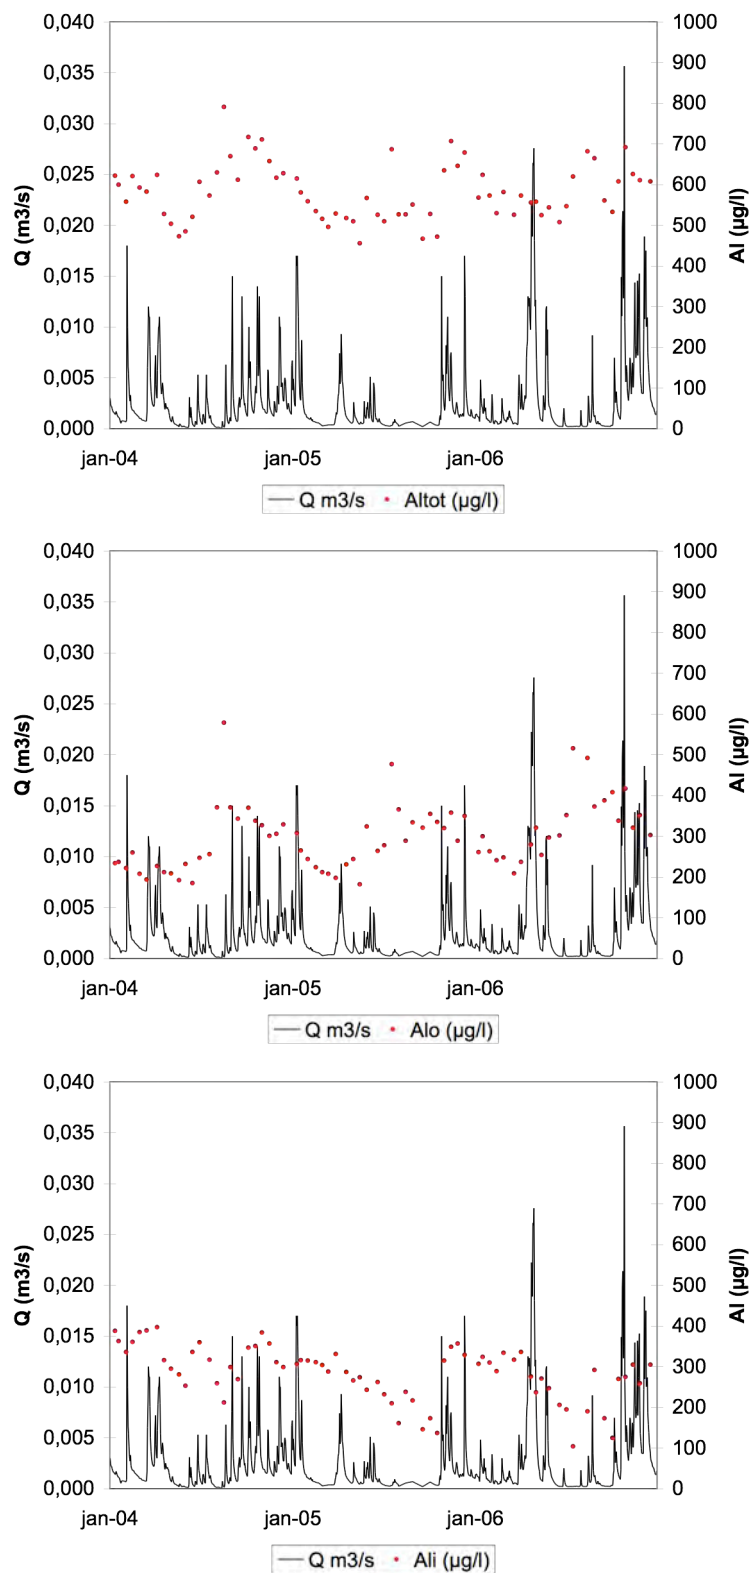 0,040 1000
0,035 900
800
0,030 700
0,025 600
0,020 500
0,015 400
300
0,010 200
0,005 100
0,000 0
Q (m3/s)
Al (µg/l)
jan-04 jan-05 jan-06
Q m3/s Altot (µg/l)
0,040 1000
0,035 900
800
0,030 700
0,025 600
0,020 500
0,015 400
300
0,010 200
0,005 100
0,000 0
Q (m3/s)
Al (µg/l)
jan-04 jan-05 jan-06
Q m3/s Alo (µg/l)
0,040 1000
0,035 900
800
0,030 700
0,025 600
0,020 500
0,015 400
300
0,010 200
0,005 100
0,000 0
Q (m3/s)
Al (µg/l)
jan-04 jan-05 jan-06
Q m3/s Ali (µg/l)